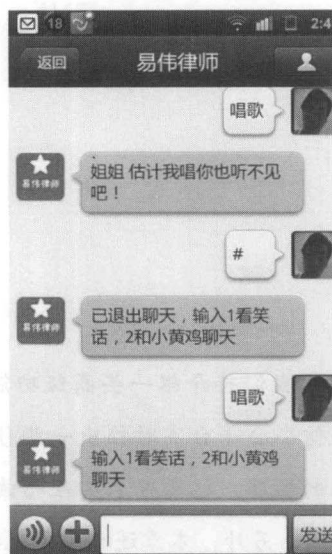 18
2:4
返回
易伟律师
唱歌
姐姐 估计我唱你也听不见
吧！
易伟律师
#
已退出聊天，输入1看笑
话，2和小黄鸡聊天
易伟律师
唱歌
输入1看笑话，2和小黄鸡
聊天
易伟律师
发送